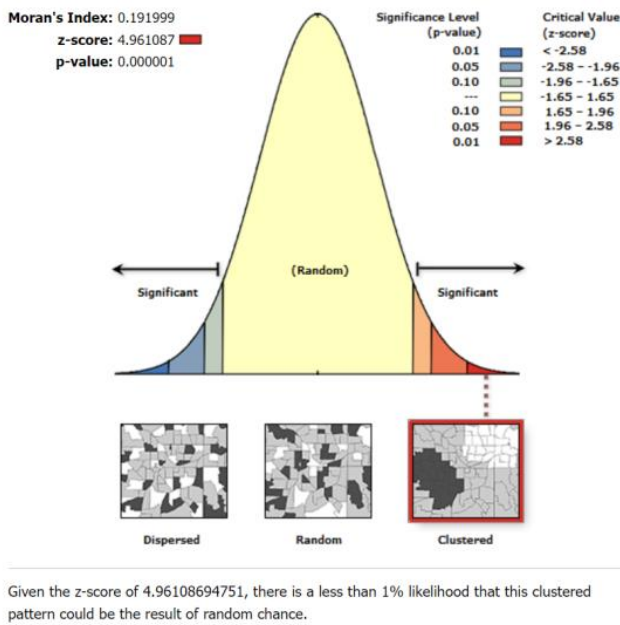 Moran's Index: 0.191999
z-score: 4.961087
p-value: 0.000001
Significance Level
(p-value)
Critical Value
(z-score)
0.01 < -2.58
0.05 -2.58 – -1.96
0.10 -1.96 – -1.65
--- -1.65 – 1.65
0.10 1.65 – 1.96
0.05 1.96 – 2.58
0.01 > 2.58
(Random)
Significant
Significant
Dispersed
Random
Clustered
Given the z-score of 4.96108694751, there is a less than 1% likelihood that this clustered
pattern could be the result of random chance.